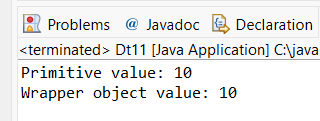 Problems @ Javadoc Declaration
<terminated> Dt11 [Java Application] C:\java
Primitive value: 10
Wrapper object value: 10